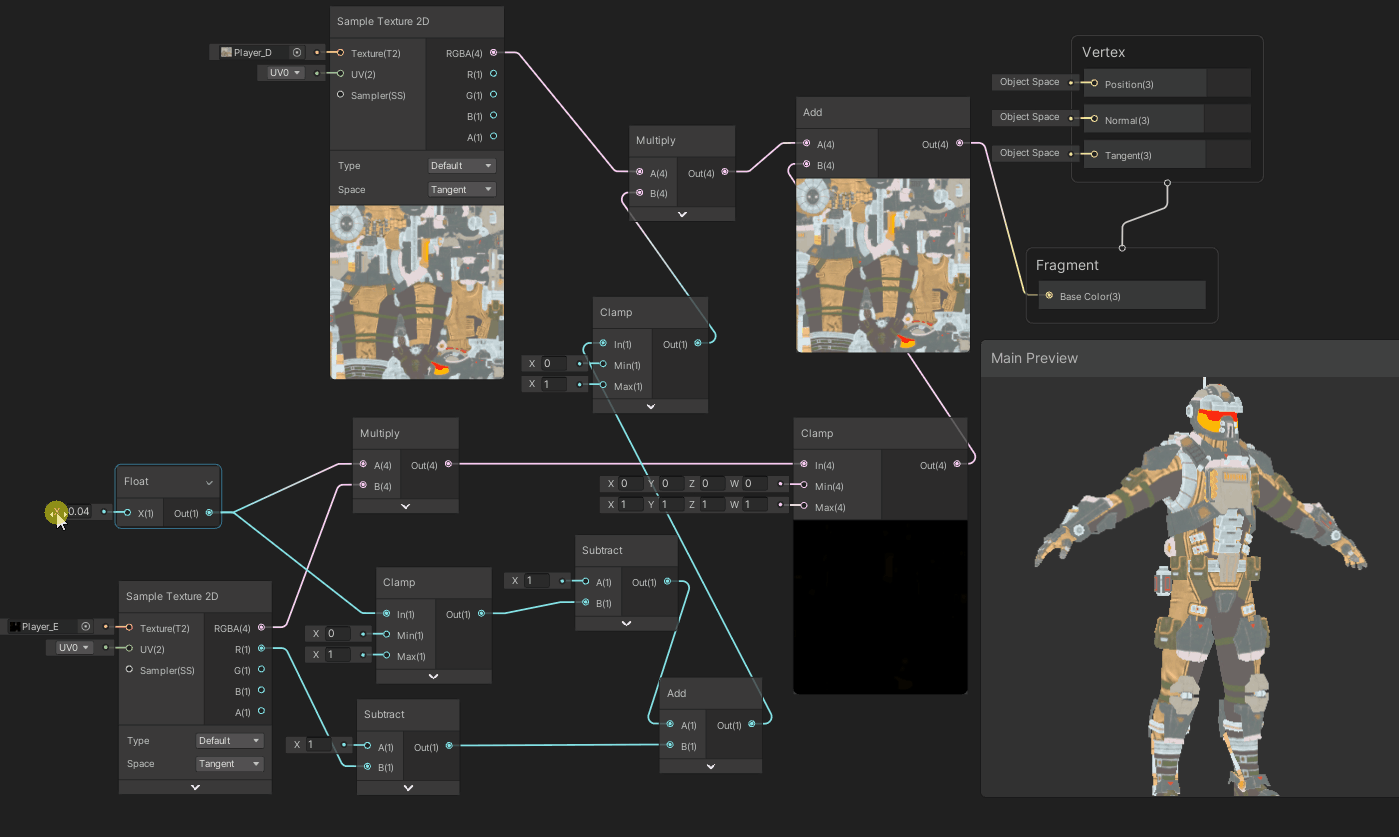 Sample Texture 2D
Player_D
Texture(T2)
RGBA(4)
UV0
UV(2)
R(1)
Sampler(SS)
G(1)
B(1)
A(1)
Type
Default
Space
Tangent
Multiply
A(4)
Out(4)
B(4)
Add
A(4)
Out(4)
B(4)
Vertex
Object Space
Position(3)
Object Space
Normal(3)
Object Space
Tangent(3)
Fragment
Base Color(3)
Clamp
In(1)
Out(1)
X 0
Min(1)
X 1
Max(1)
Main Preview
Multiply
A(4)
Out(4)
B(4)
Clamp
In(4)
Out(4)
X 0 Y 0 Z 0 W 0
Min(4)
X 1 Y 1 Z 1 W 1
Max(4)
Float
0.04
X(1)
Out(1)
Subtract
X 1
A(1)
Out(1)
B(1)
Clamp
In(1)
Out(1)
X 0
Min(1)
X 1
Max(1)
Sample Texture 2D
Player_E
Texture(T2)
RGBA(4)
UV0
UV(2)
R(1)
Sampler(SS)
G(1)
B(1)
A(1)
Type
Default
Space
Tangent
Subtract
X 1
A(1)
Out(1)
B(1)
Add
A(1)
Out(1)
B(1)